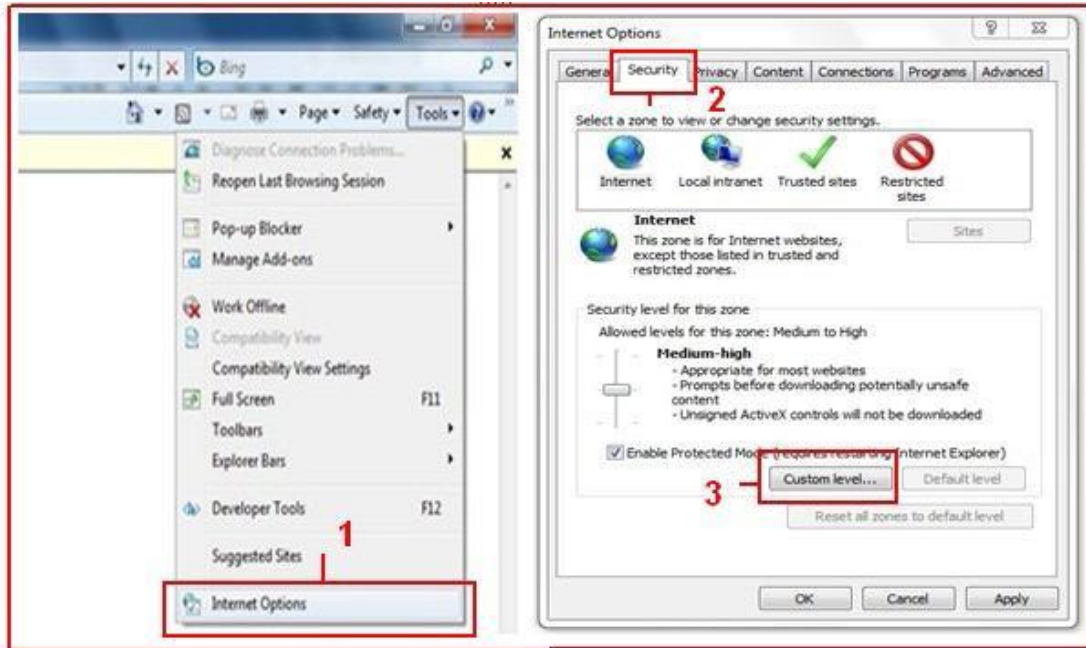 Bing
Page Safety Tools
Diagnose Connection Problems...
Reopen Last Browsing Session
Pop-up Blocker
Manage Add-ons
Work Offline
Compatibility View
Compatibility View Settings
Full Screen F11
Toolbars
Explorer Bars
Developer Tools F12
1
Suggested Sites
Internet Options
Internet Options
General Security Privacy Content Connections Programs Advanced
2
Select a zone to view or change security settings.
Internet Local intranet Trusted sites Restricted sites
Internet
Sites
This zone is for Internet websites,
except those listed in trusted and
restricted zones.
Security level for this zone
Allowed levels for this zone: Medium to High
Medium-high
- Appropriate for most websites
- Prompts before downloading potentially unsafe
content
- Unsigned ActiveX controls will not be downloaded
Enable Protected Mode (requires restarting Internet Explorer)
3
Custom level... Default level
Reset all zones to default level
OK Cancel Apply